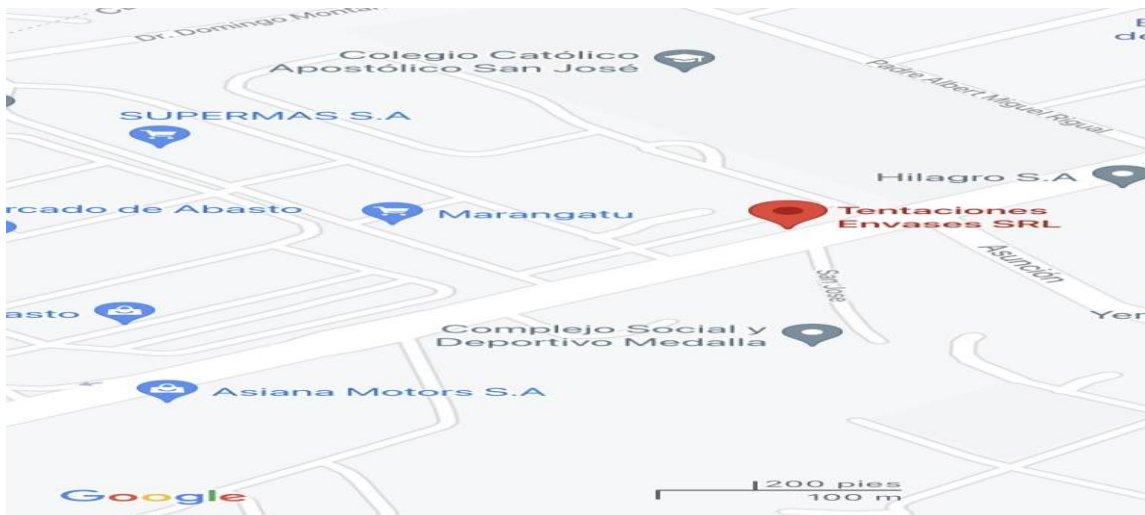 Dr. Domingo
Colegio Católico
Apostólico San José
Padre Albert Miguel Rigual
SUPERMAS S.A
Hilagro S.A
rcado de Abasto
Marangatu
Tentaciones
Envases SRL
Asunción
San Jose
asto
Complejo Social y
Deportivo Medalla
Yer
Asiana Motors S.A
Google
200 pies
100 m